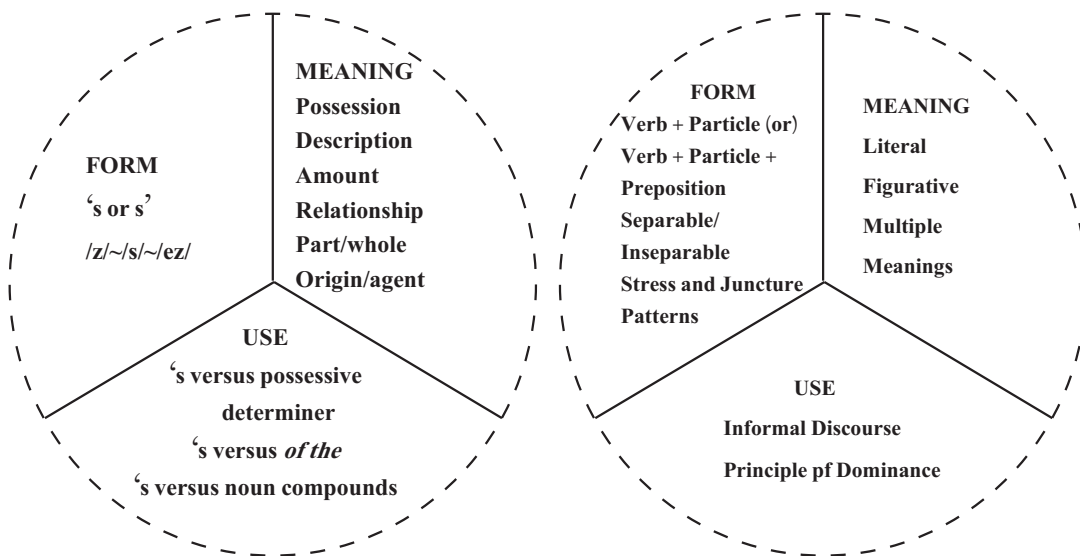 FORM
‘s or s’
/z/~/s/~/ez/
MEANING
Possession
Description
Amount
Relationship
Part/whole
Origin/agent
USE
‘s versus possessive
determiner
‘s versus of the
‘s versus noun compounds
FORM
Verb + Particle (or)
Verb + Particle +
Preposition
Separable/
Inseparable
Stress and Juncture
Patterns
MEANING
Literal
Figurative
Multiple
Meanings
USE
Informal Discourse
Principle pf Dominance